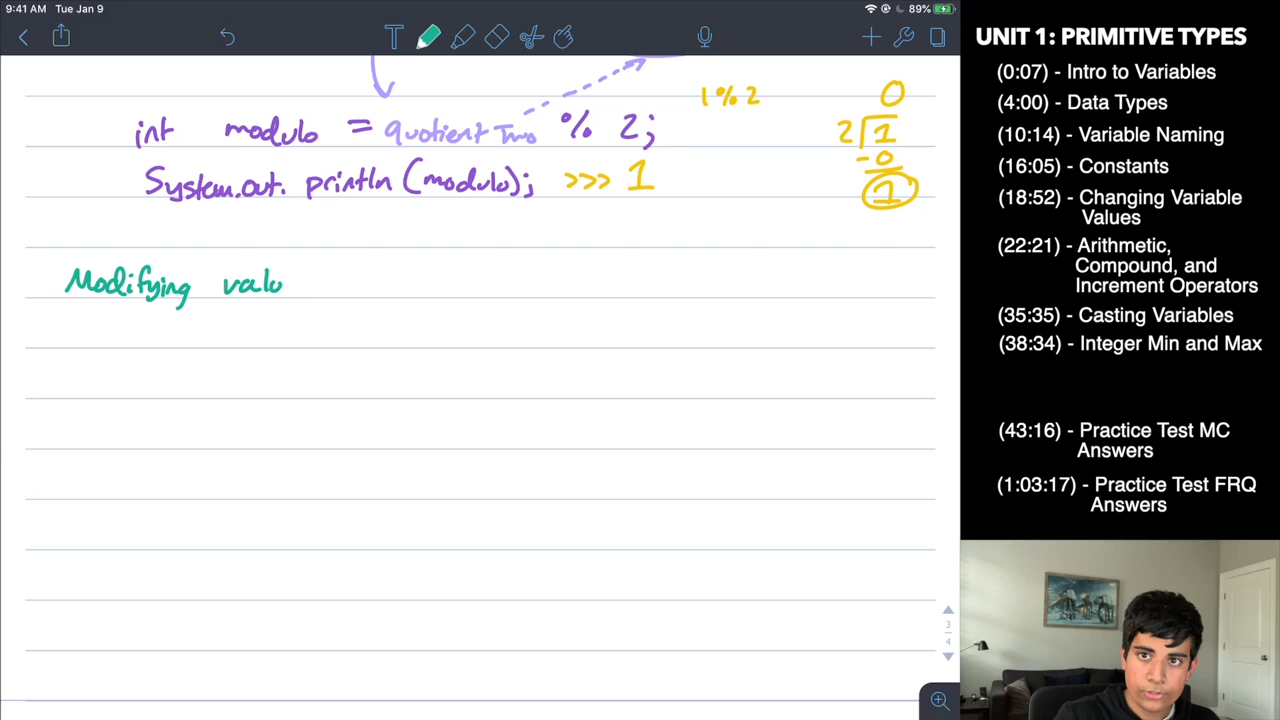 9:41 AM Tue Jan 9
89%
T
1 % 2
0
int modulo = quotient Two % 2;
2 1
System.out. println (modulo); >>> 1
-0
1
Modifying valu
3
4
UNIT 1: PRIMITIVE TYPES
(0:07) - Intro to Variables
(4:00) - Data Types
(10:14) - Variable Naming
(16:05) - Constants
(18:52) - Changing Variable
Values
(22:21) - Arithmetic,
Compound, and
Increment Operators
(35:35) - Casting Variables
(38:34) - Integer Min and Max
(43:16) - Practice Test MC
Answers
(1:03:17) - Practice Test FRQ
Answers